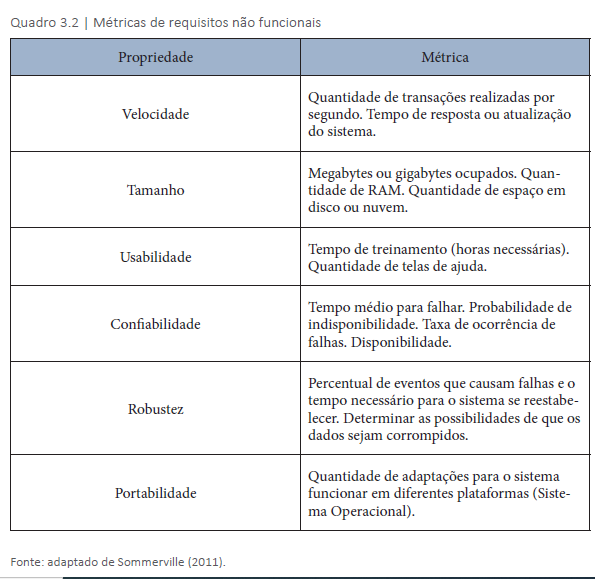 Quadro 3.2 | Métricas de requisitos não funcionais
Propriedade
Métrica
Velocidade
Quantidade de transações realizadas por
segundo. Tempo de resposta ou atualização
do sistema.
Tamanho
Megabytes ou gigabytes ocupados. Quan-
tidade de RAM. Quantidade de espaço em
disco ou nuvem.
Usabilidade
Tempo de treinamento (horas necessárias).
Quantidade de telas de ajuda.
Confiabilidade
Tempo médio para falhar. Probabilidade de
indisponibilidade. Taxa de ocorrência de
falhas. Disponibilidade.
Robustez
Percentual de eventos que causam falhas e o
tempo necessário para o sistema se reestabe-
lecer. Determinar as possibilidades de que os
dados sejam corrompidos.
Portabilidade
Quantidade de adaptações para o sistema
funcionar em diferentes plataformas (Siste-
ma Operacional).
Fonte: adaptado de Sommerville (2011).